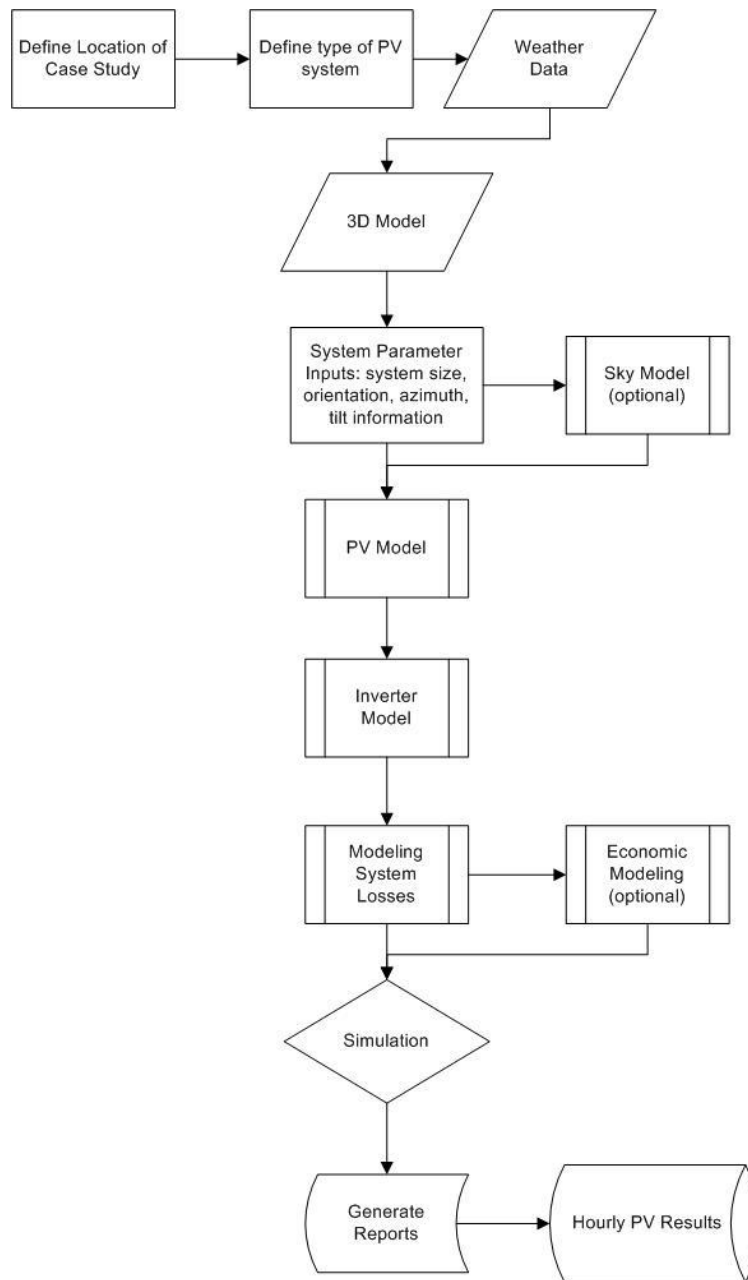 Define Location of
Case Study
Define type of PV
system
Weather
Data
3D Model
System Parameter
Inputs: system size,
orientation, azimuth,
tilt information
Sky Model
(optional)
PV Model
Inverter
Model
Modeling
System
Losses
Economic
Modeling
(optional)
Simulation
Generate
Reports
Hourly PV Results